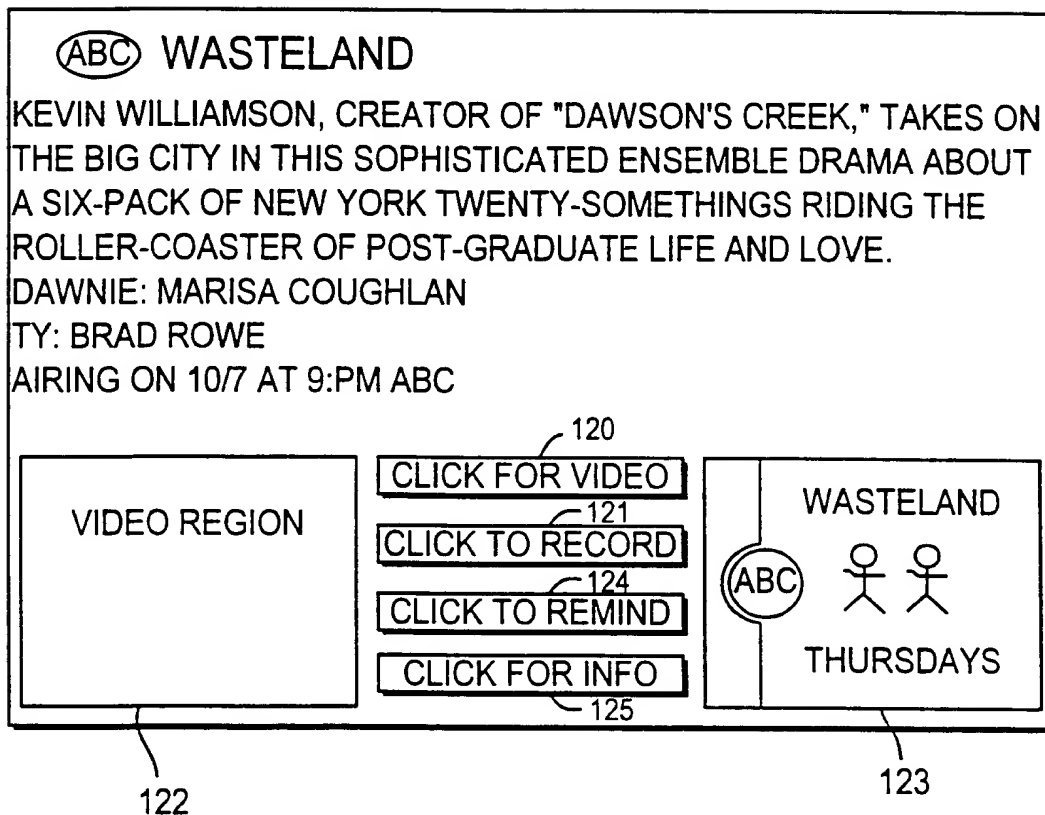 ABC WASTELAND
KEVIN WILLIAMSON, CREATOR OF "DAWSON'S CREEK," TAKES ON
THE BIG CITY IN THIS SOPHISTICATED ENSEMBLE DRAMA ABOUT
A SIX-PACK OF NEW YORK TWENTY-SOMETHINGS RIDING THE
ROLLER-COASTER OF POST-GRADUATE LIFE AND LOVE.
DAWNIE: MARISA COUGHLAN
TY: BRAD ROWE
AIRING ON 10/7 AT 9:PM ABC
120
CLICK FOR VIDEO
121
CLICK TO RECORD
124
CLICK TO REMIND
CLICK FOR INFO
125
VIDEO REGION
122
WASTELAND
ABC
THURSDAYS
123